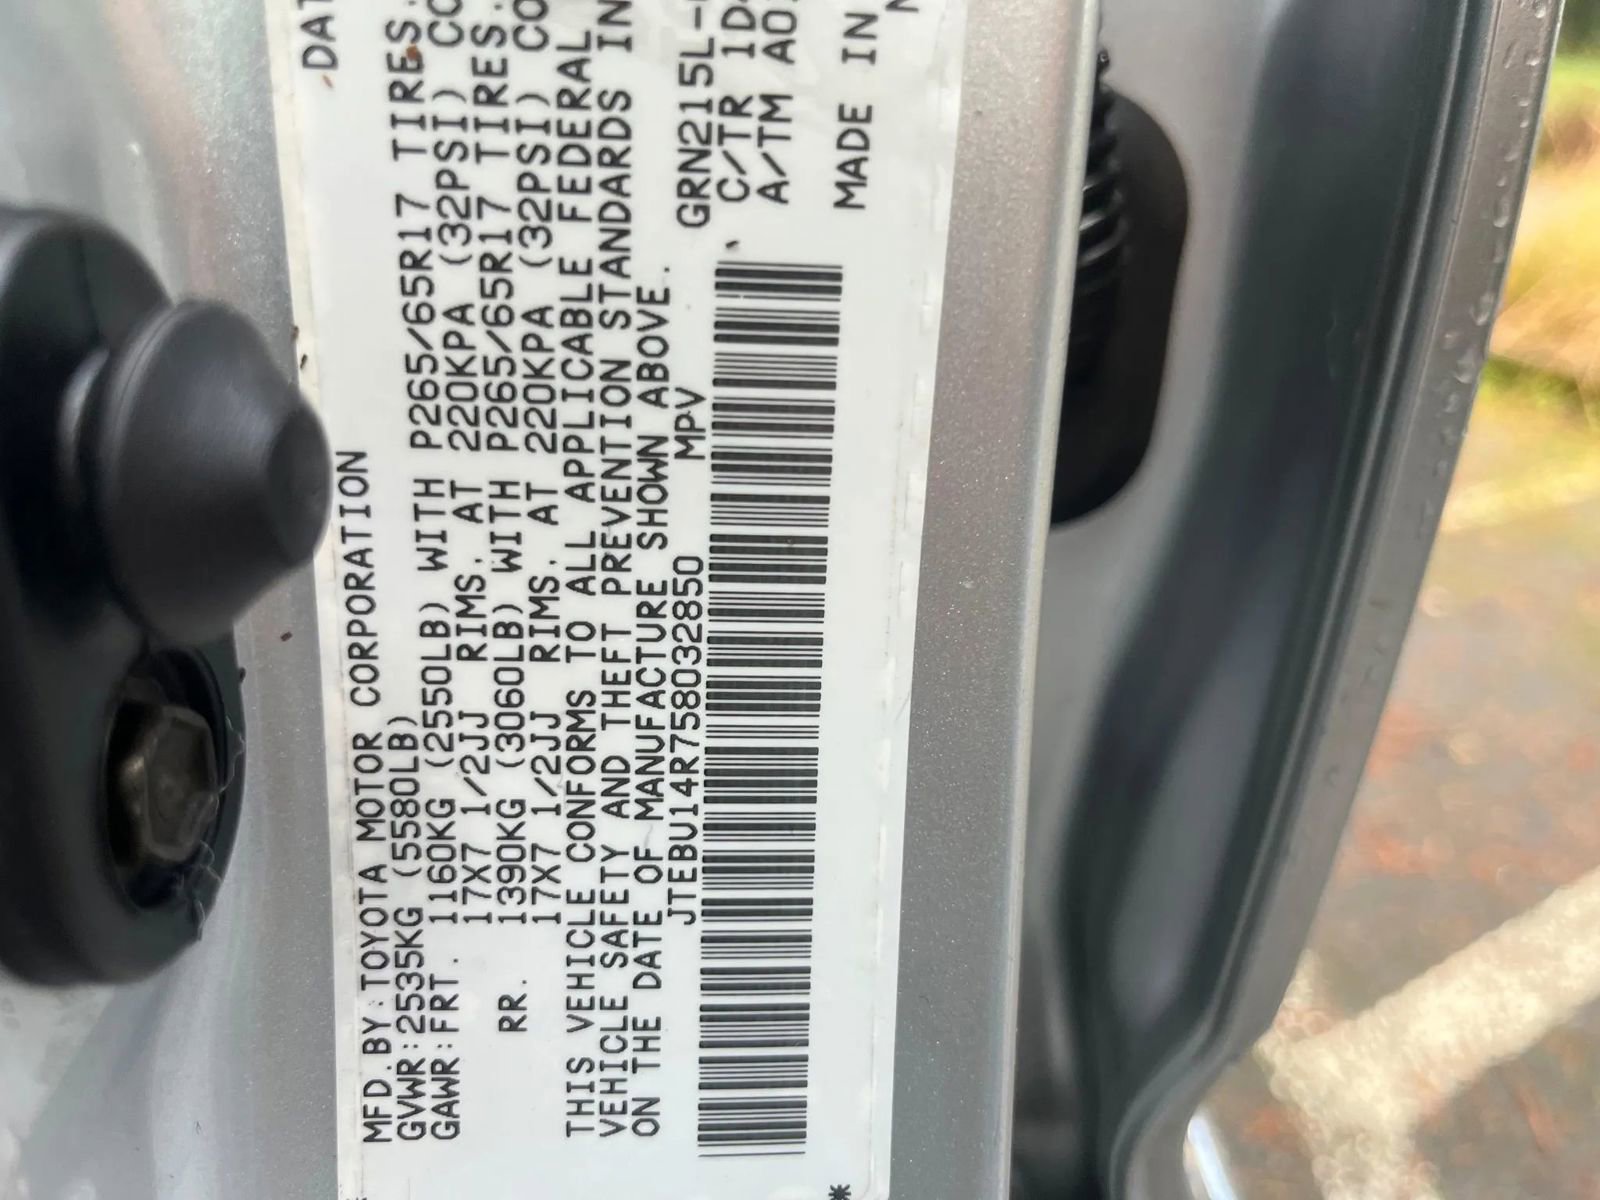 DAT
MFD.BY:TOYOTA MOTOR CORPORATION
GVWR:2535KG (5580LB)
GAWR:FRT. 1160KG (2550LB) WITH P265/65R17 TIRES.
17X7 1/2JJ RIMS, AT 220KPA (32PSI) CO
RR. 1390KG (3060LB) WITH P265/65R17 TIRES.
17X7 1/2JJ RIMS, AT 220KPA (32PSI) CO
THIS VEHICLE CONFORMS TO ALL APPLICABLE FEDERAL
VEHICLE SAFETY AND THEFT PREVENTION STANDARDS IN
ON THE DATE OF MANUFACTURE SHOWN ABOVE.
JTEBU14R758032850 MPV
GRN215L-
C/TR 1D
A/TM A0
MADE IN